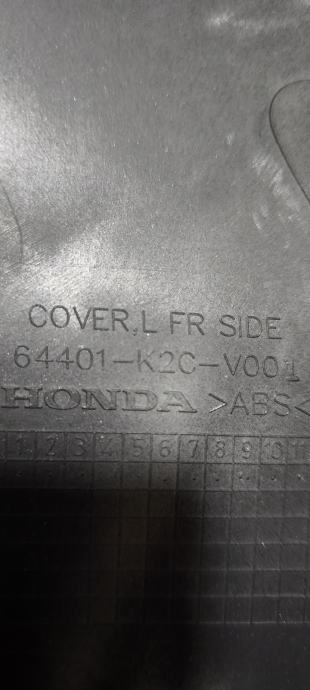 COVER,L FR SIDE
64401-K2C-V001
HONDA >ABS<
1 2 3 4 5 6 7 8 9 10 11